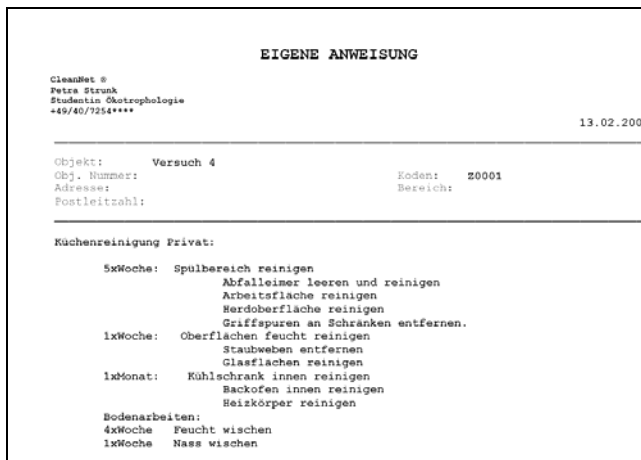 EIGENE ANWEISUNG
CleanNet ®
Petra Strunk
Studentin Ökotrophologie
+49/40/7254****
13.02.200
Objekt: Versuch 4
Obj. Nummer: Koden: Z0001
Adresse: Bereich:
Postleitzahl:
Küchenreinigung Privat:
5xWoche: Spülbereich reinigen
Abfalleimer leeren und reinigen
Arbeitsfläche reinigen
Herdoberfläche reinigen
Griffspuren an Schränken entfernen.
1xWoche: Oberflächen feucht reinigen
Staubweben entfernen
Glasflächen reinigen
1xMonat: Kühlschrank innen reinigen
Backofen innen reinigen
Heizkörper reinigen
Bodenarbeiten:
4xWoche Feucht wischen
1xWoche Nass wischen